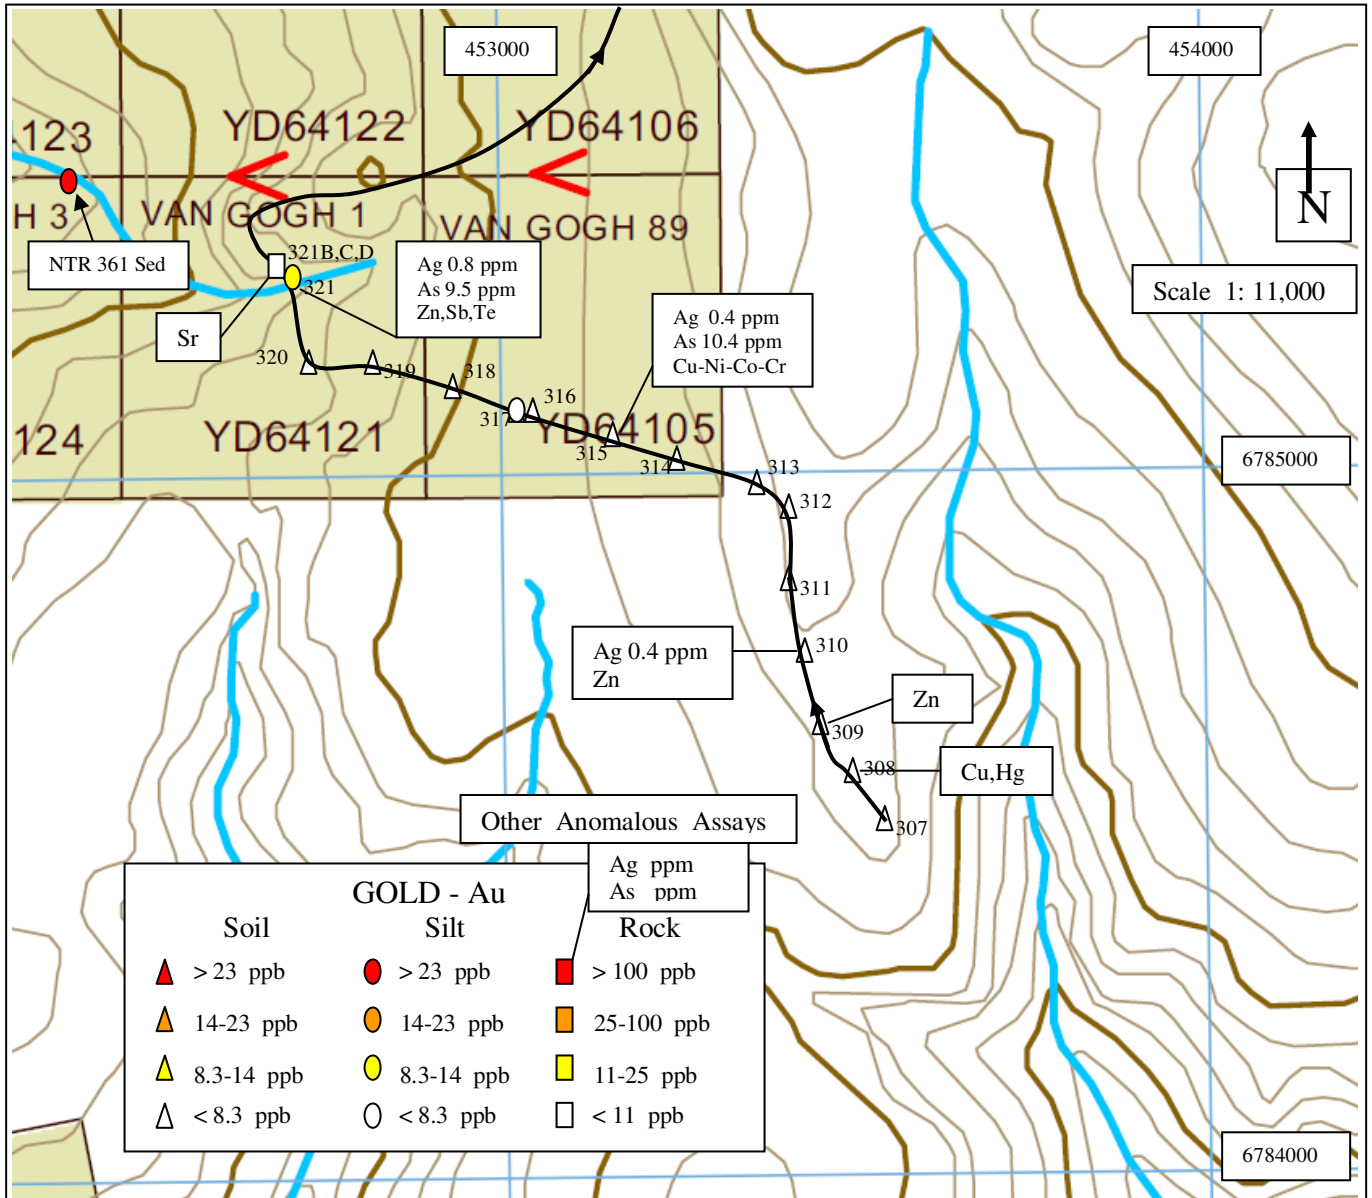 453000
454000
.123
YD64122
YD64106
N
H 3
VAN GOGH 1
VAN GOGH 89
NTR 361 Sed
321B,C,D
321
Ag 0.8 ppm
As 9.5 ppm
Zn,Sb,Te
Scale 1: 11,000
Sr
Ag 0.4 ppm
As 10.4 ppm
Cu-Ni-Co-Cr
320
319
318
317
316
124
YD64121
YD64105
315
314
313
312
6785000
311
310
Ag 0.4 ppm
Zn
Zn
309
308
Cu,Hg
307
Other Anomalous Assays
Ag ppm
As ppm
GOLD - Au
Soil
Silt
Rock
> 23 ppb
> 23 ppb
> 100 ppb
14-23 ppb
14-23 ppb
25-100 ppb
8.3-14 ppb
8.3-14 ppb
11-25 ppb
< 8.3 ppb
< 8.3 ppb
< 11 ppb
6784000